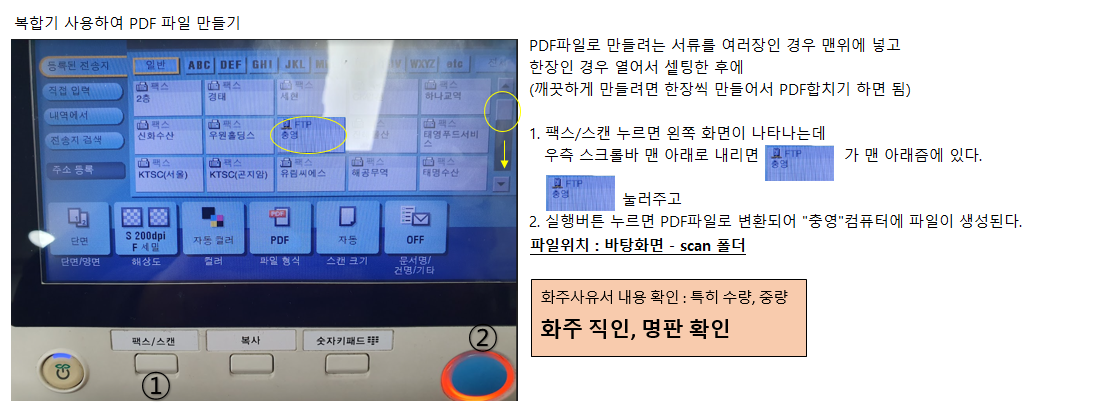 복합기 사용하여 PDF 파일 만들기
등록된 전송지
일반
ABC
DEF
GHI
JKL
WXYZ
etc
직접 입력
내역에서
전송지 검색
주소 등록
팩스
2층
팩스
경태
팩스
세현
팩스
하나교역
팩스
신화수산
팩스
우원홀딩스
FTP
충영
팩스
태영푸드서비
스
팩스
KTSC(서울)
팩스
KTSC(곤지암)
팩스
유림씨에스
팩스
해공무역
팩스
태영수산
단면
S 200dpi
F 세밀
자동 컬러
PDF
자동
OFF
단면/양면
해상도
컬러
파일 형식
스캔 크기
문서명/
건명/기타
팩스/스캔
복사
숫자키패드
①
②
PDF파일로 만들려는 서류를 여러장인 경우 맨위에 넣고
한장인 경우 열어서 셑팅한 후에
(깨끗하게 만들려면 한장씩 만들어서 PDF합치기 하면 됨)
1. 팩스/스캔 누르면 왼쪽 화면이 나타나는데
우측 스크롤바 맨 아래로 내리면 FTP 충영 가 맨 아래즘에 있다.
FTP 충영 눌러주고
2. 실행버튼 누르면 PDF파일로 변환되어 "충영"컴퓨터에 파일이 생성된다.
파일위치 : 바탕화면 - scan 폴더
화주사유서 내용 확인 : 특히 수량, 중량
화주 직인, 명판 확인